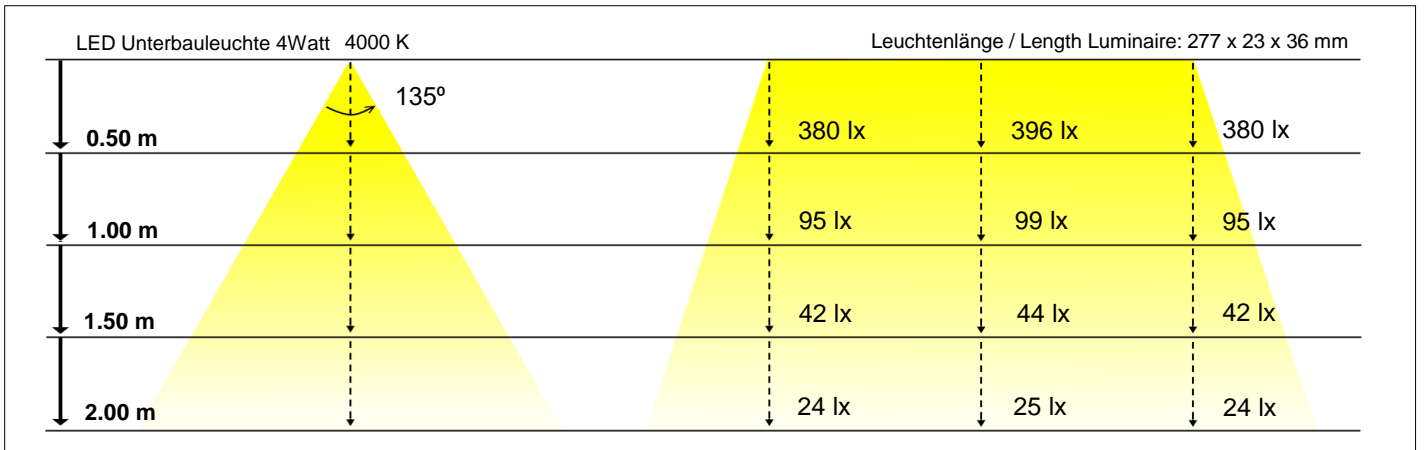 LED Unterbauleuchte 4Watt 4000 K
Leuchtenlänge / Length Luminaire: 277 x 23 x 36 mm
135º
0.50 m
380 lx
396 lx
380 lx
1.00 m
95 lx
99 lx
95 lx
1.50 m
42 lx
44 lx
42 lx
2.00 m
24 lx
25 lx
24 lx